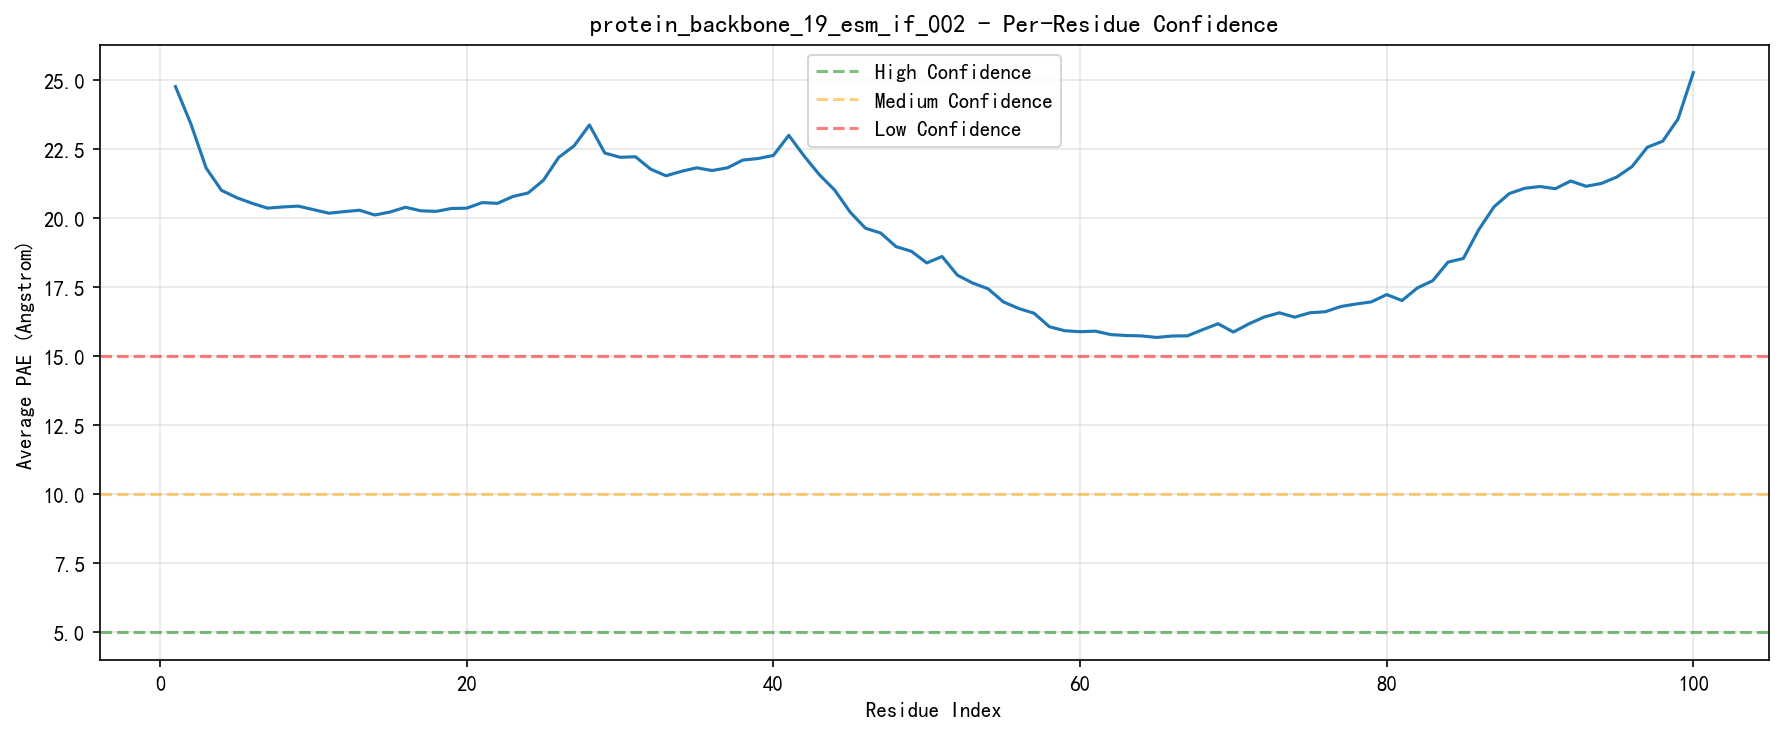 protein_backbone_19_esm_if_002 - Per-Residue Confidence
High Confidence
Medium Confidence
Low Confidence
Average PAE (Angstrom)
25.0
22.5
20.0
17.5
15.0
12.5
10.0
7.5
5.0
0 20 40 60 80 100
Residue Index